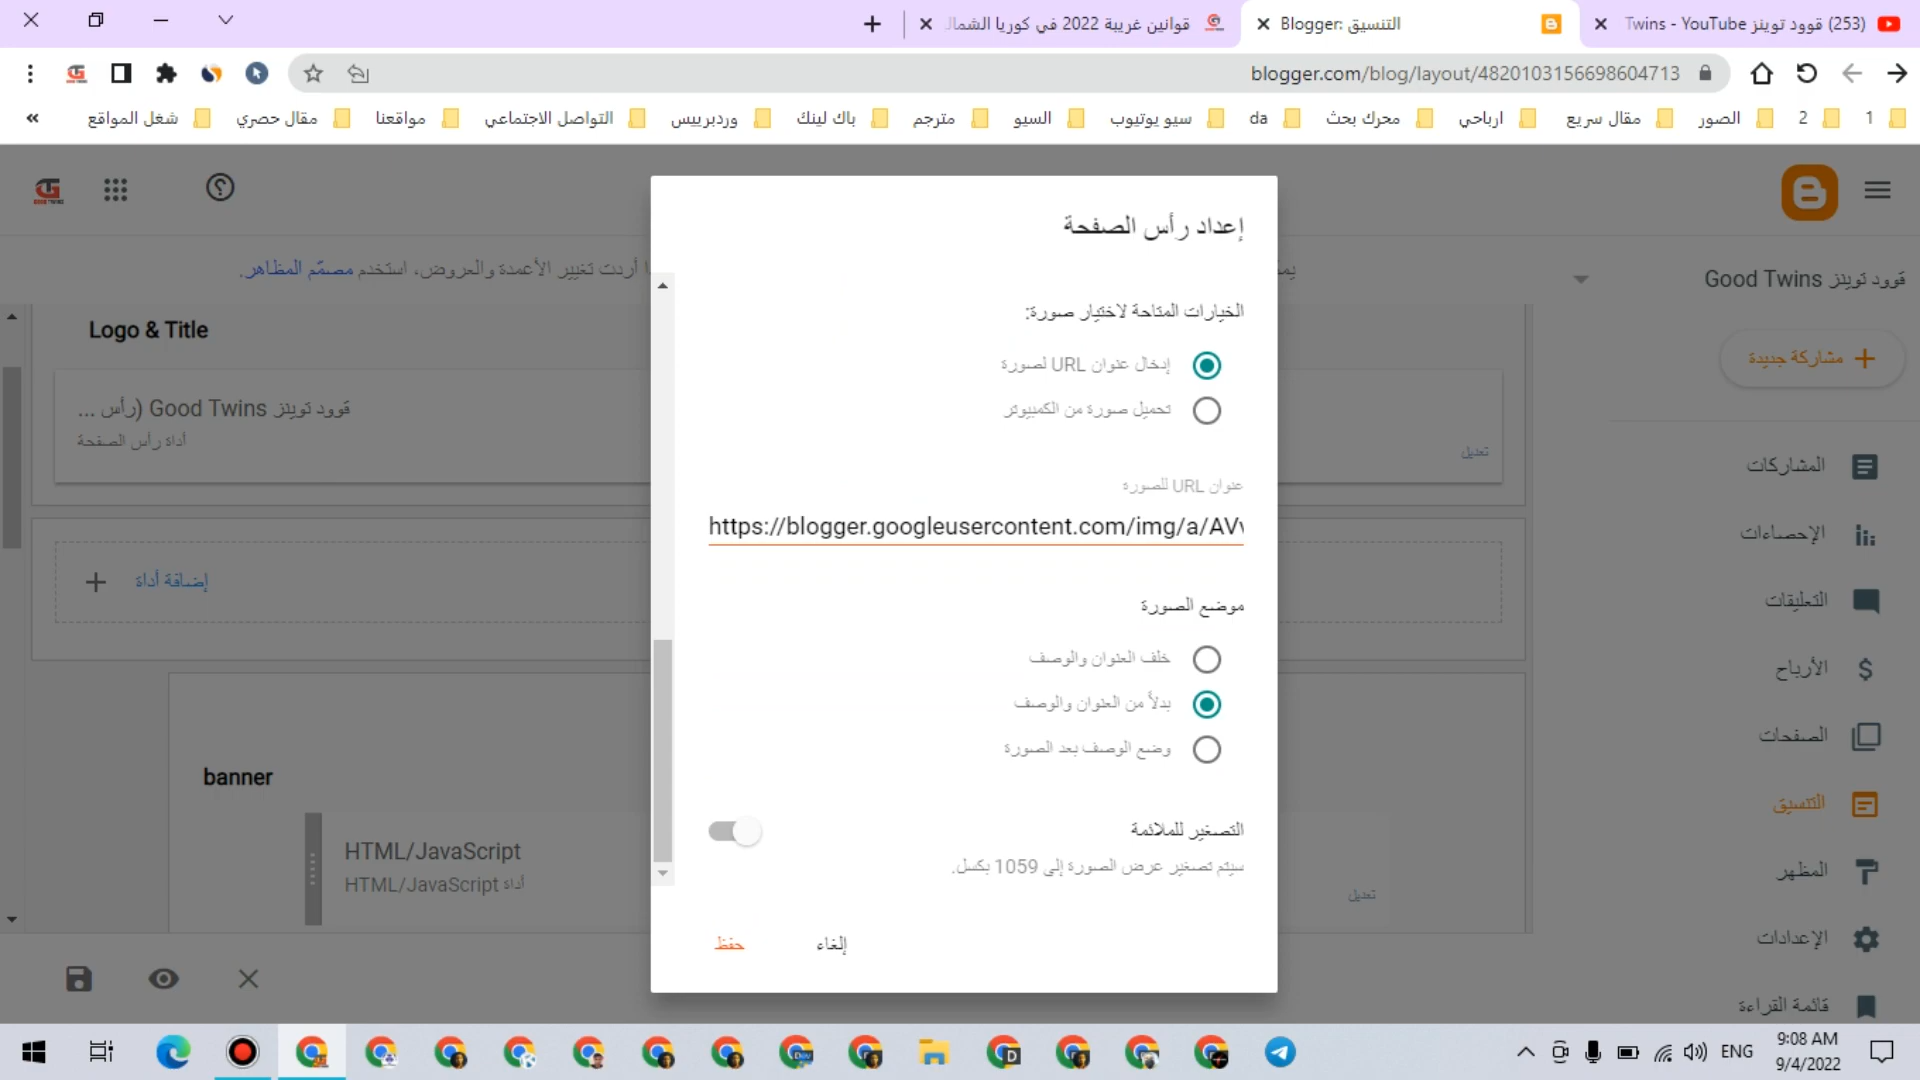 (253) قوود توينز Twins - YouTube
Blogger: التنسيق
قوانين غريبة 2022 في كوريا الشمال
blogger.com/blog/layout/4820103156698604713
1
2
الصور
مقال سريع
ارباحي
محرك بحث
da
سيو يوتيوب
السيو
مترجم
باك لينك
وردبرييس
التواصل الاجتماعي
مواقعنا
مقال حصري
شغل المواقع
«
ا أردت تغيير الأعمدة والعروض، استخدم مصمّم المظاهر.
يمك
قوود توينز Good Twins
مشاركة جديدة
المشاركات
الإحصاءات
التعليقات
الأرباح
الصفحات
التنسيق
المظهر
الإعدادات
قائمة القراءة
Logo & Title
قوود توينز Good Twins (رأس ...
أداة رأس الصفحة
تعديل
إضافة أداة
banner
HTML/JavaScript
أداة HTML/JavaScript
تعديل
إعداد رأس الصفحة
الخيارات المتاحة لاختيار صورة:
إدخال عنوان URL لصورة
تحميل صورة من الكمبيوتر
عنوان URL للصورة
https://blogger.googleusercontent.com/img/a/AVv
موضع الصورة
خلف العنوان والوصف
بدلاً من العنوان والوصف
وضع الوصف بعد الصورة
التصغير للملائمة
سيتم تصغير عرض الصورة إلى 1059 بكسل.
إلغاء
حفظ
ENG
9:08 AM
9/4/2022